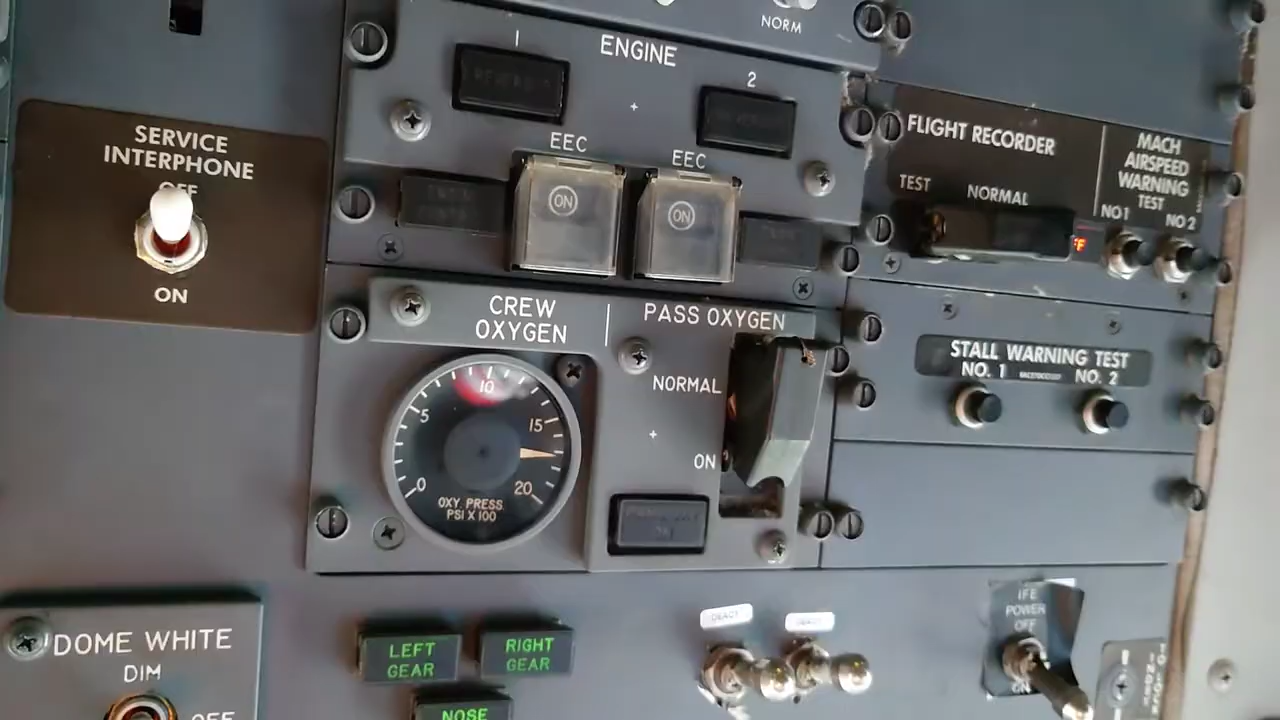 NORM
ENGINE
1
2
REVERSER
EEC
EEC
ON
ON
SERVICE
INTERPHONE
OFF
ON
FLIGHT RECORDER
TEST
NORMAL
MACH
AIRSPEED
WARNING
TEST
NO 1
NO 2
CREW
OXYGEN
PASS OXYGEN
NORMAL
ON
0
5
10
15
20
OXY. PRESS.
PSI X 100
STALL WARNING TEST
NO. 1
NO. 2
DOME WHITE
DIM
OFF
LEFT
GEAR
RIGHT
GEAR
NOSE
IFE
POWER
OFF
ON